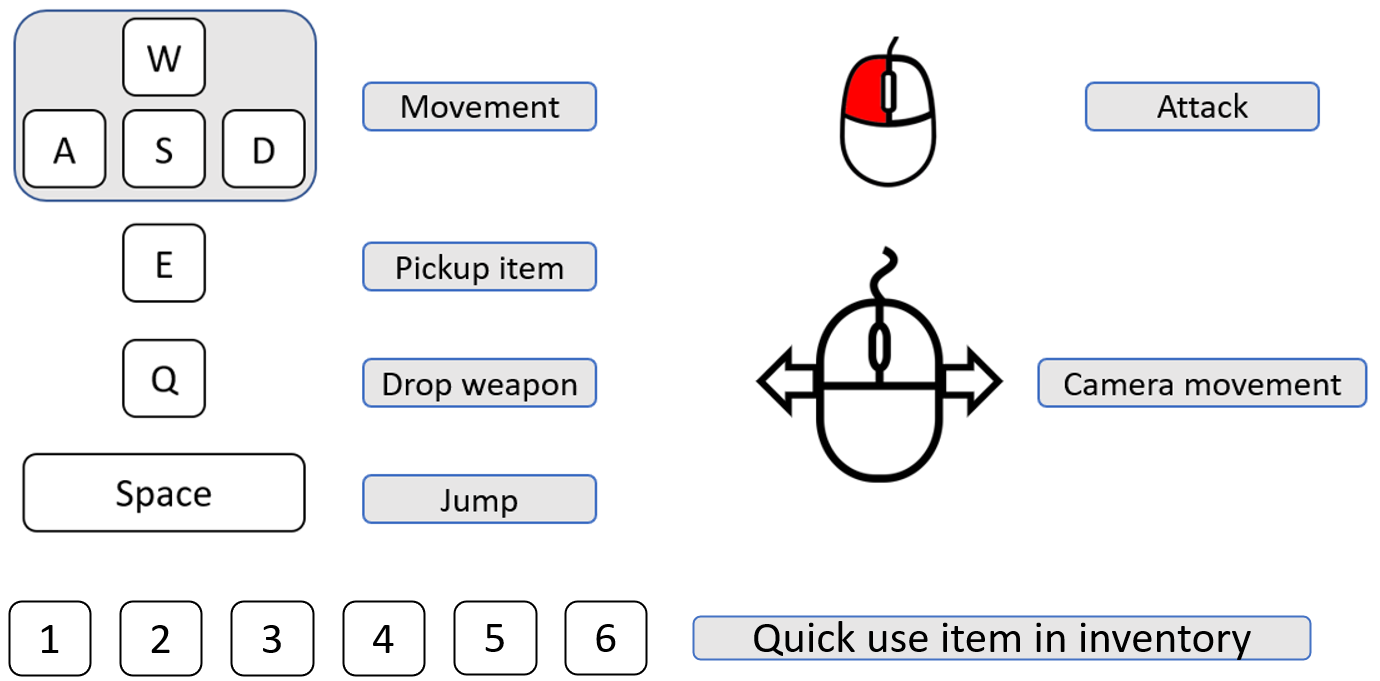 W
A S D
Movement
Attack
E
Pickup item
Q
Drop weapon
Camera movement
Space
Jump
1 2 3 4 5 6
Quick use item in inventory